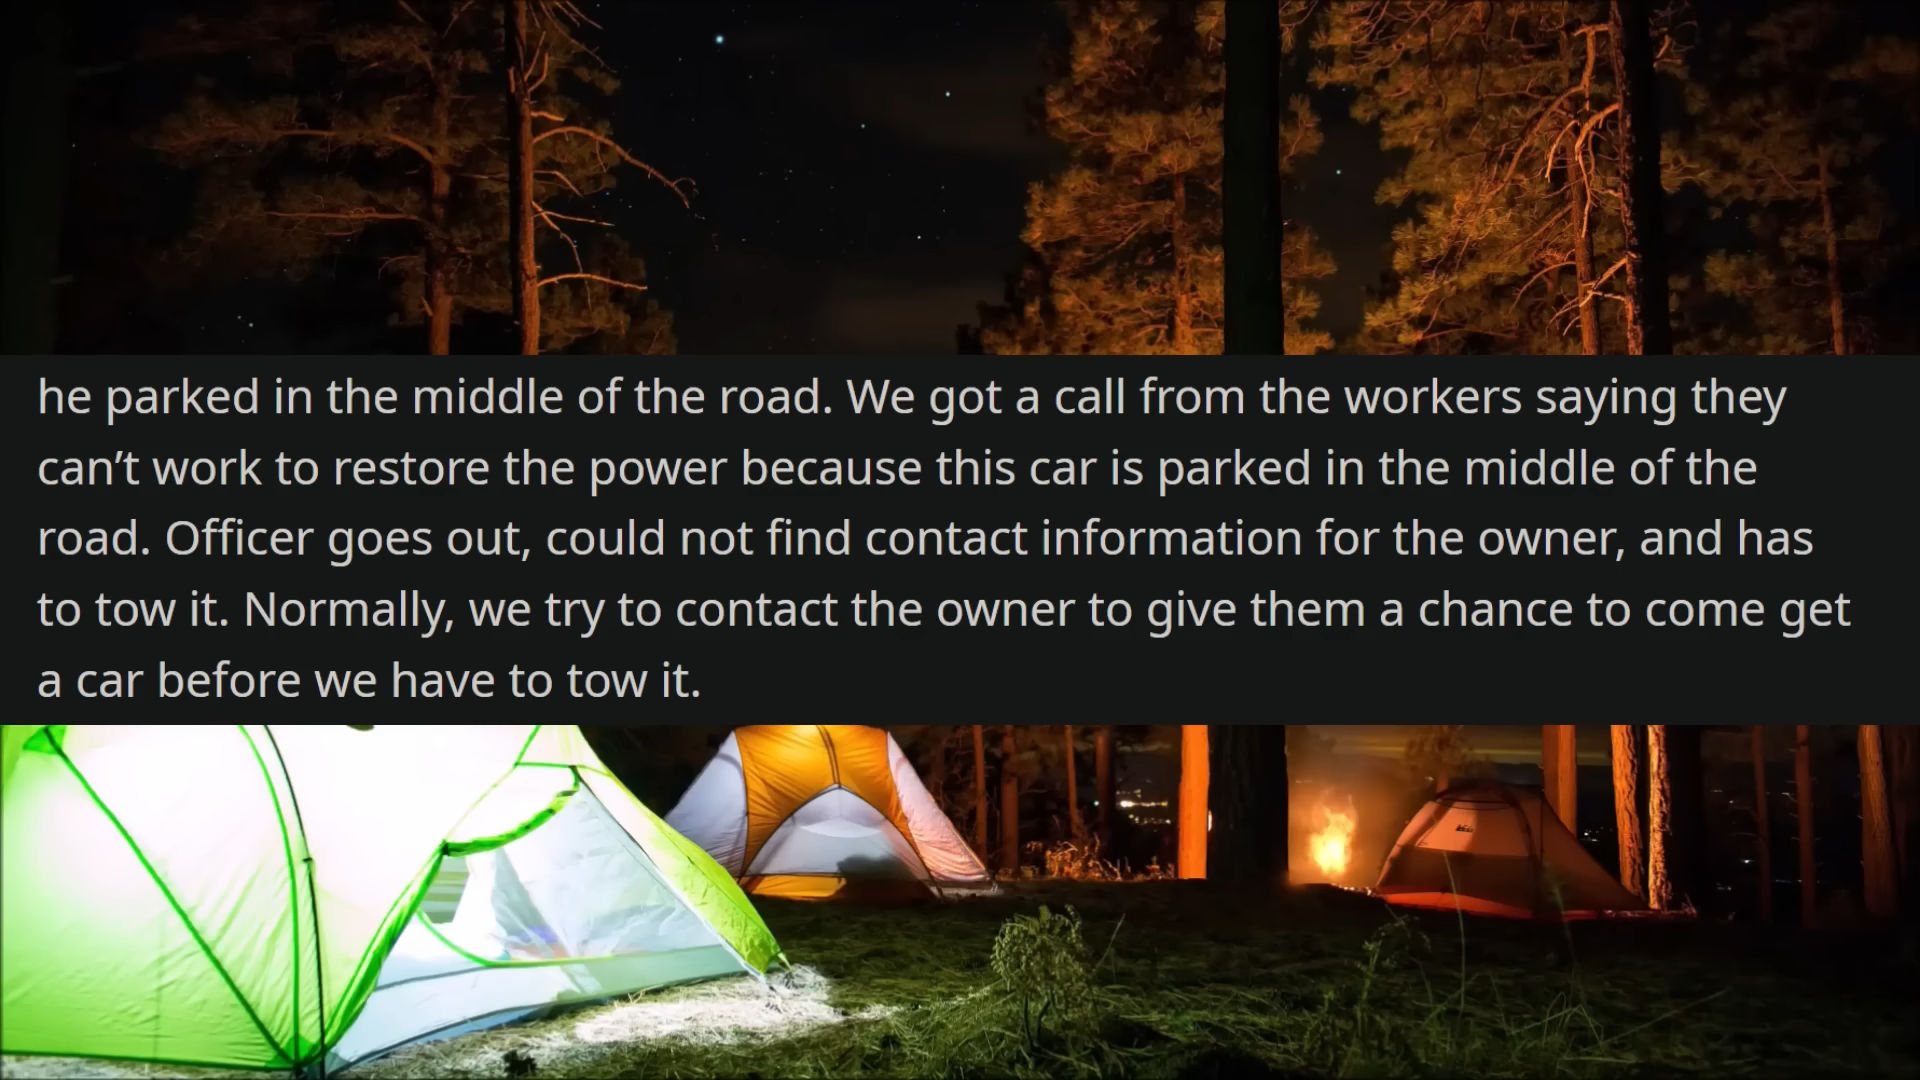 he parked in the middle of the road. We got a call from the workers saying they
can’t work to restore the power because this car is parked in the middle of the
road. Officer goes out, could not find contact information for the owner, and has
to tow it. Normally, we try to contact the owner to give them a chance to come get
a car before we have to tow it.